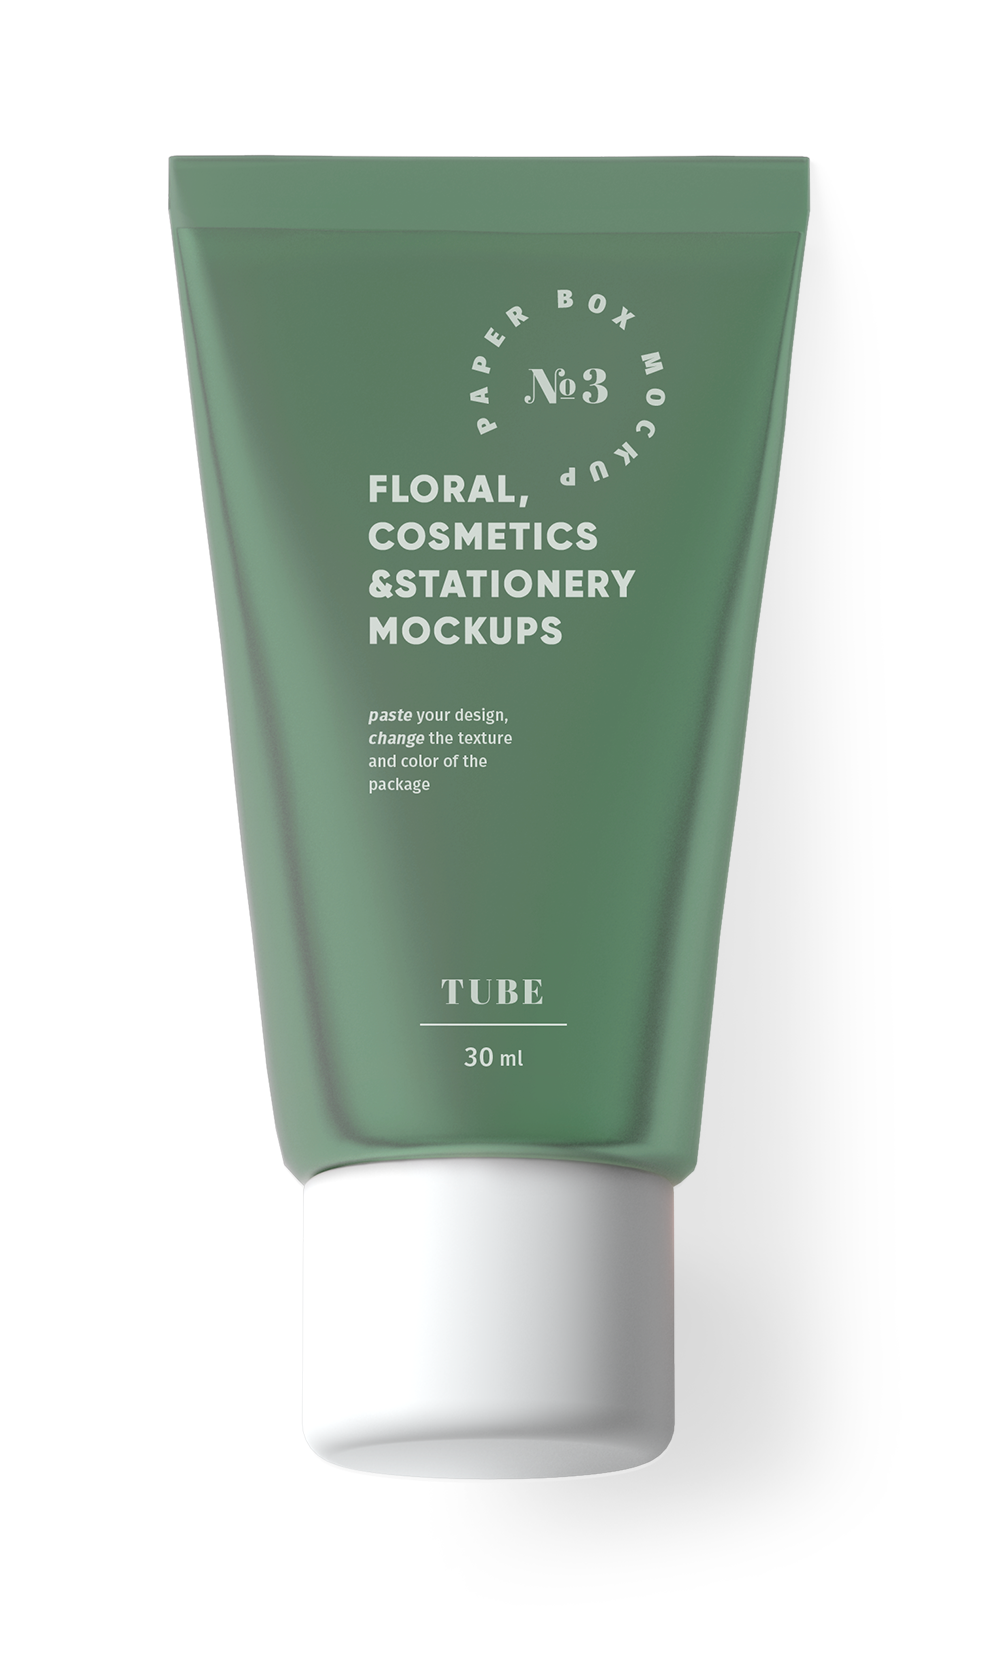 PAPER BOX MOCKUP
№3
FLORAL,
COSMETICS
&STATIONERY
MOCKUPS
paste your design,
change the texture
and color of the
package
TUBE
30 ml